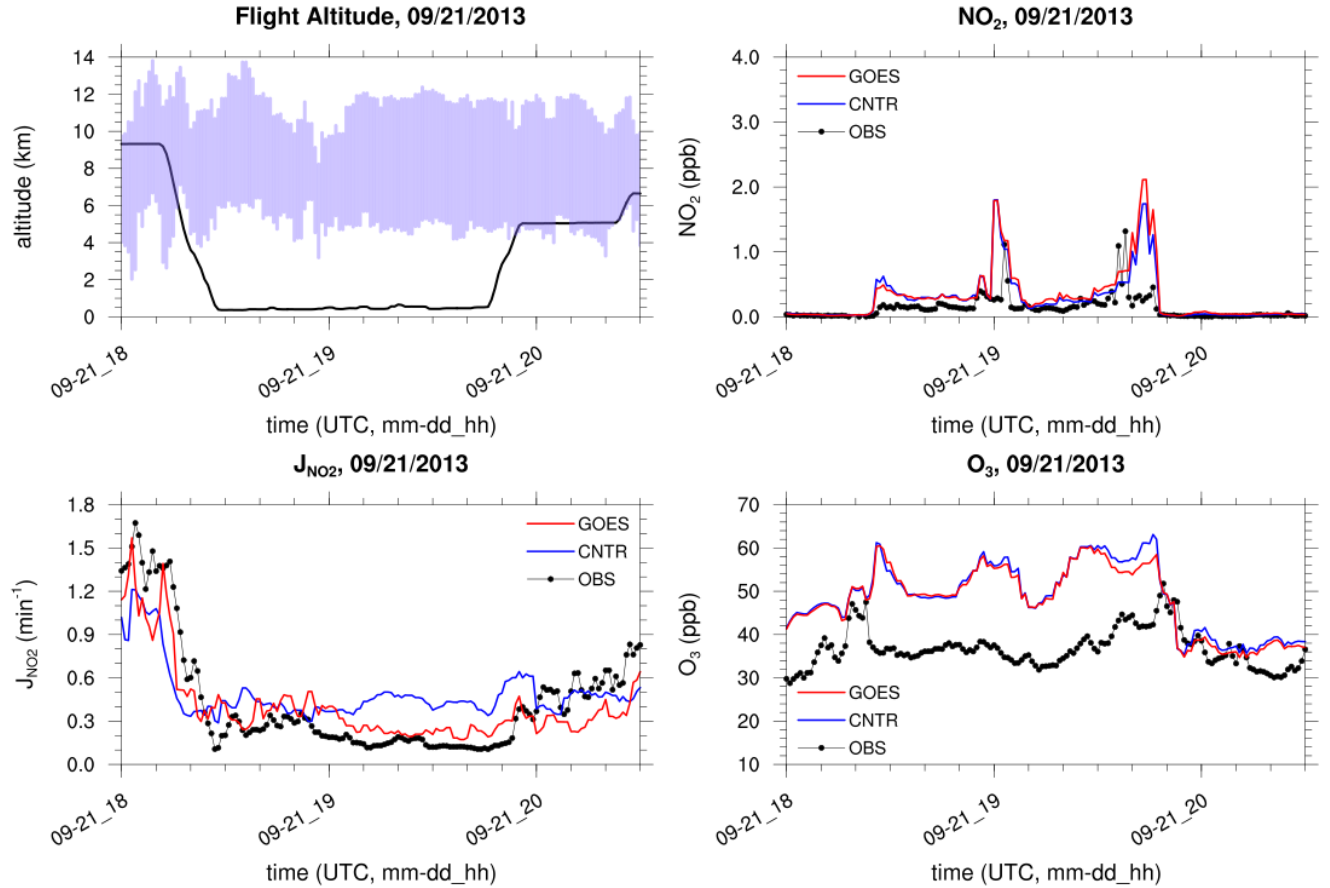 Flight Altitude, 09/21/2013
14
12
10
8
6
4
2
0
altitude (km)
09-21_18
09-21_19
09-21_20
time (UTC, mm-dd_hh)
NO₂, 09/21/2013
4.0
3.0
2.0
1.0
0.0
NO₂ (ppb)
GOES
CNTR
OBS
09-21_18
09-21_19
09-21_20
time (UTC, mm-dd_hh)
J_NO2, 09/21/2013
1.8
1.5
1.2
0.9
0.6
0.3
0.0
J_NO2 (min⁻¹)
GOES
CNTR
OBS
09-21_18
09-21_19
09-21_20
time (UTC, mm-dd_hh)
O₃, 09/21/2013
70
60
50
40
30
20
10
O₃ (ppb)
GOES
CNTR
OBS
09-21_18
09-21_19
09-21_20
time (UTC, mm-dd_hh)